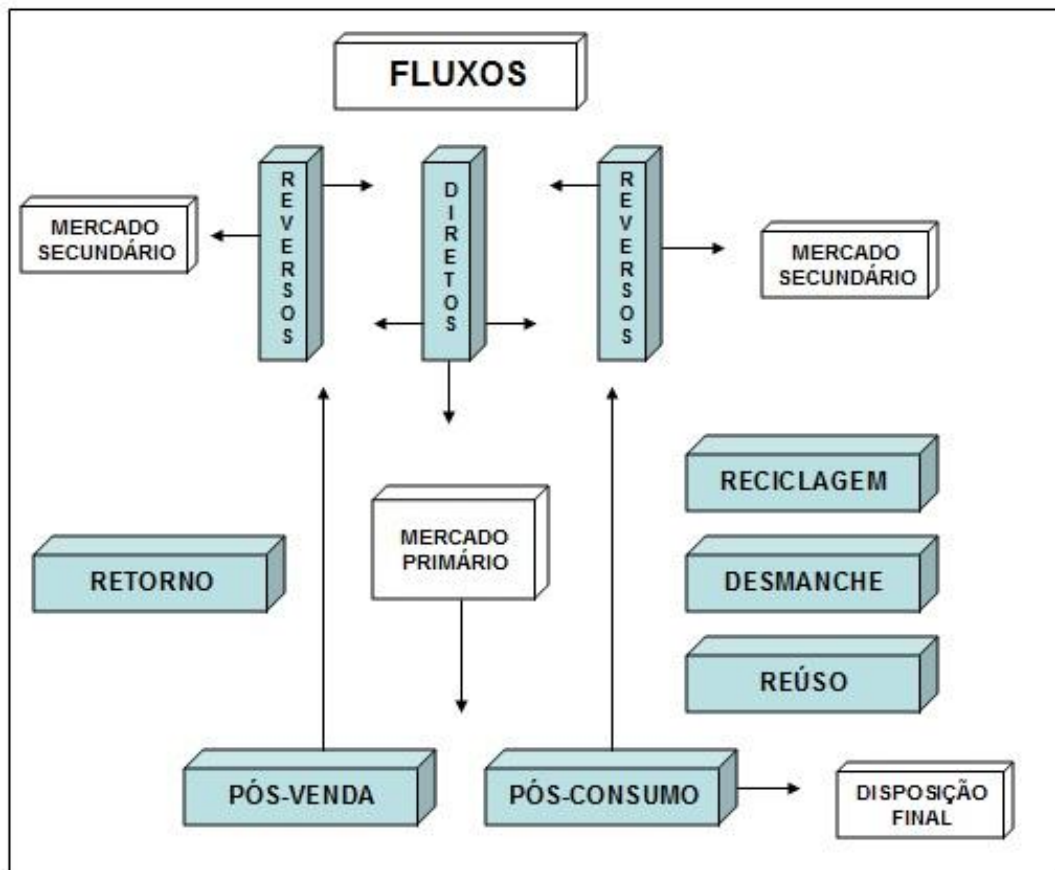 FLUXOS
REVERSOS
DIRETOS
REVERSOS
MERCADO
SECUNDÁRIO
MERCADO
SECUNDÁRIO
RECICLAGEM
MERCADO
PRIMÁRIO
RETORNO
DESMANCHE
REÚSO
PÓS-VENDA
PÓS-CONSUMO
DISPOSIÇÃO
FINAL